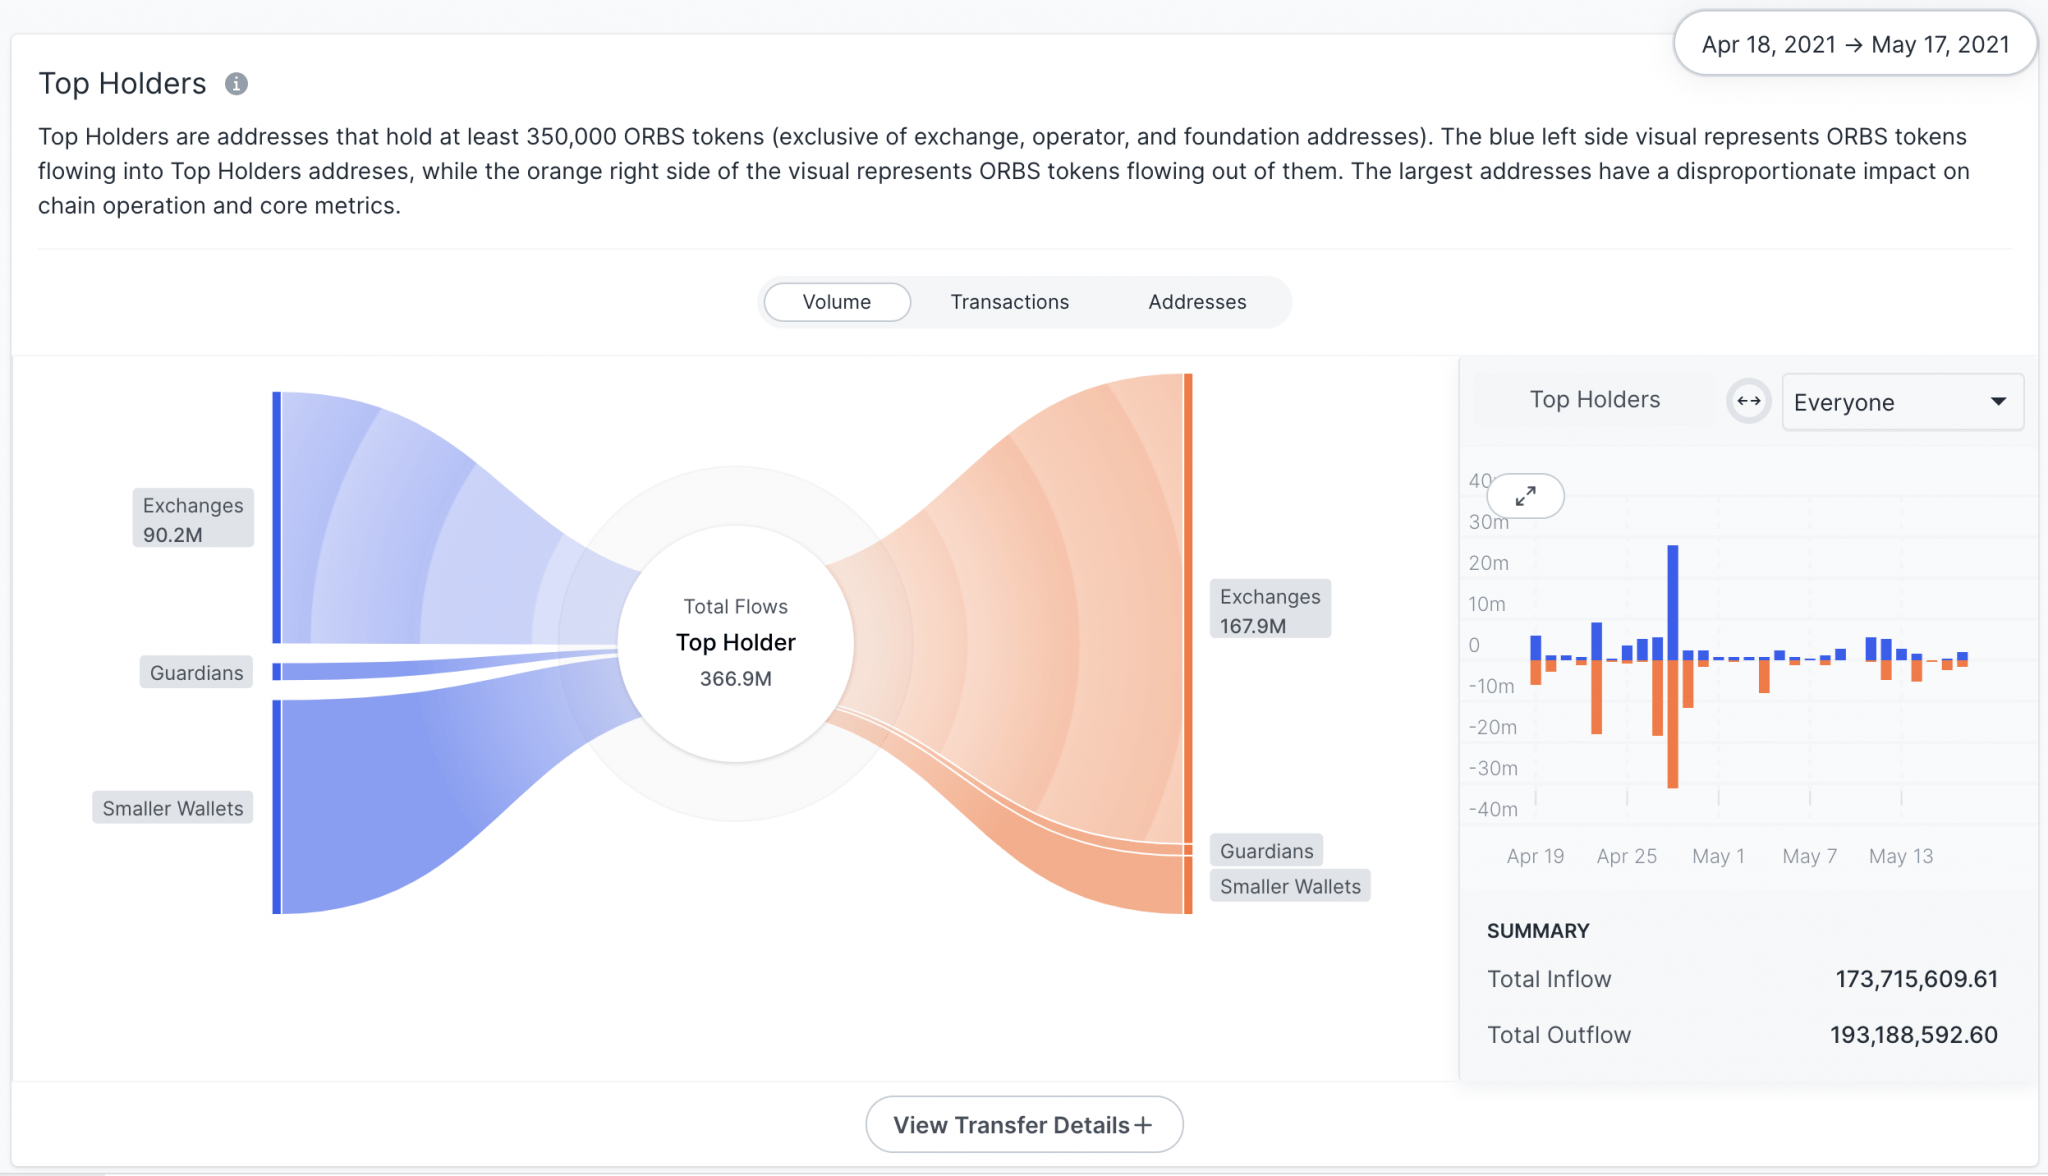 Apr 18, 2021 → May 17, 2021
Top Holders
Top Holders are addresses that hold at least 350,000 ORBS tokens (exclusive of exchange, operator, and foundation addresses). The blue left side visual represents ORBS tokens
flowing into Top Holders addreses, while the orange right side of the visual represents ORBS tokens flowing out of them. The largest addresses have a disproportionate impact on
chain operation and core metrics.
Volume Transactions Addresses
Exchanges
90.2M
Guardians
Smaller Wallets
Total Flows
Top Holder
366.9M
Exchanges
167.9M
Guardians
Smaller Wallets
Top Holders Everyone
40
30m
20m
10m
0
-10m
-20m
-30m
-40m
Apr 19 Apr 25 May 1 May 7 May 13
SUMMARY
Total Inflow 173,715,609.61
Total Outflow 193,188,592.60
View Transfer Details+